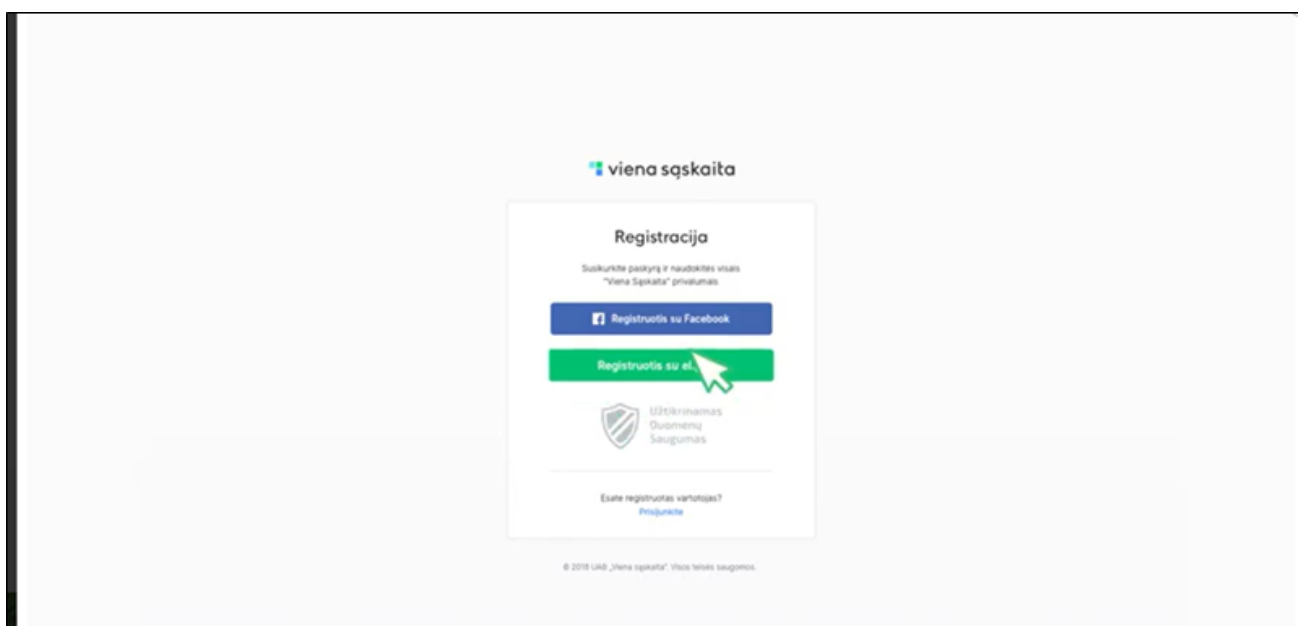 viena sąskaita
Registracija
Susikurkite paskyrą ir naudokitės visais
"Viena Sąskaita" privalumais
Registruotis su Facebook
Registruotis su el.
Užtikrinamas
Duomenų
Saugumas
Esate registruotas vartotojas?
Prisijunkite
© 2018 UAB „Viena sąskaita". Visos teisės saugomos.